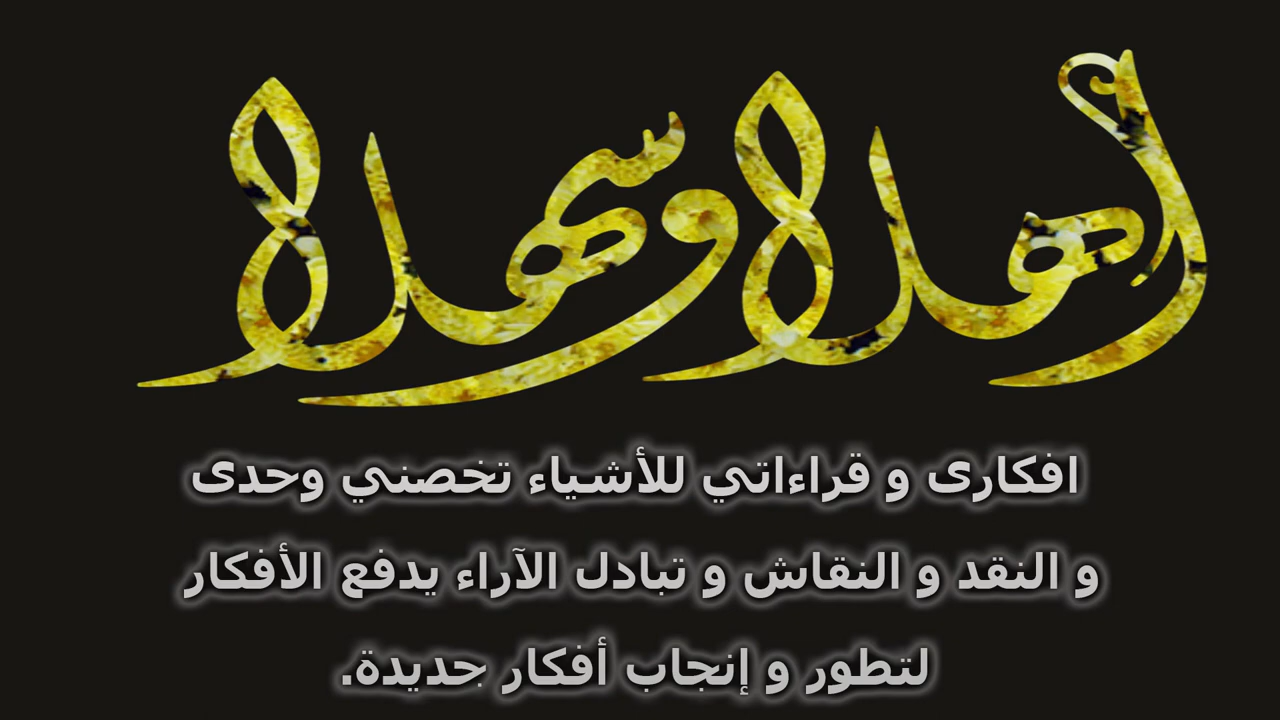 أهلا وسهلا
افكارى و قراءاتي للأشياء تخصني وحدى
و النقد و النقاش و تبادل الآراء يدفع الأفكار
لتطور و إنجاب أفكار جديدة.